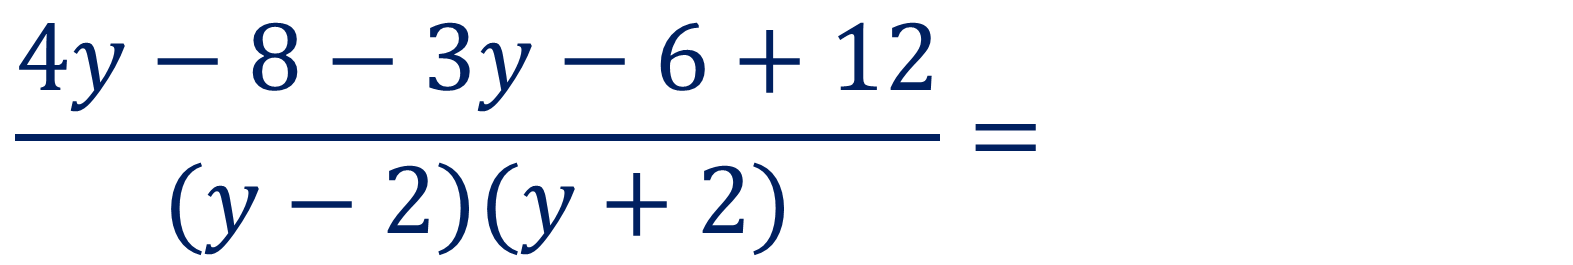 4y − 8 − 3y − 6 + 12
(y − 2)(y + 2) =